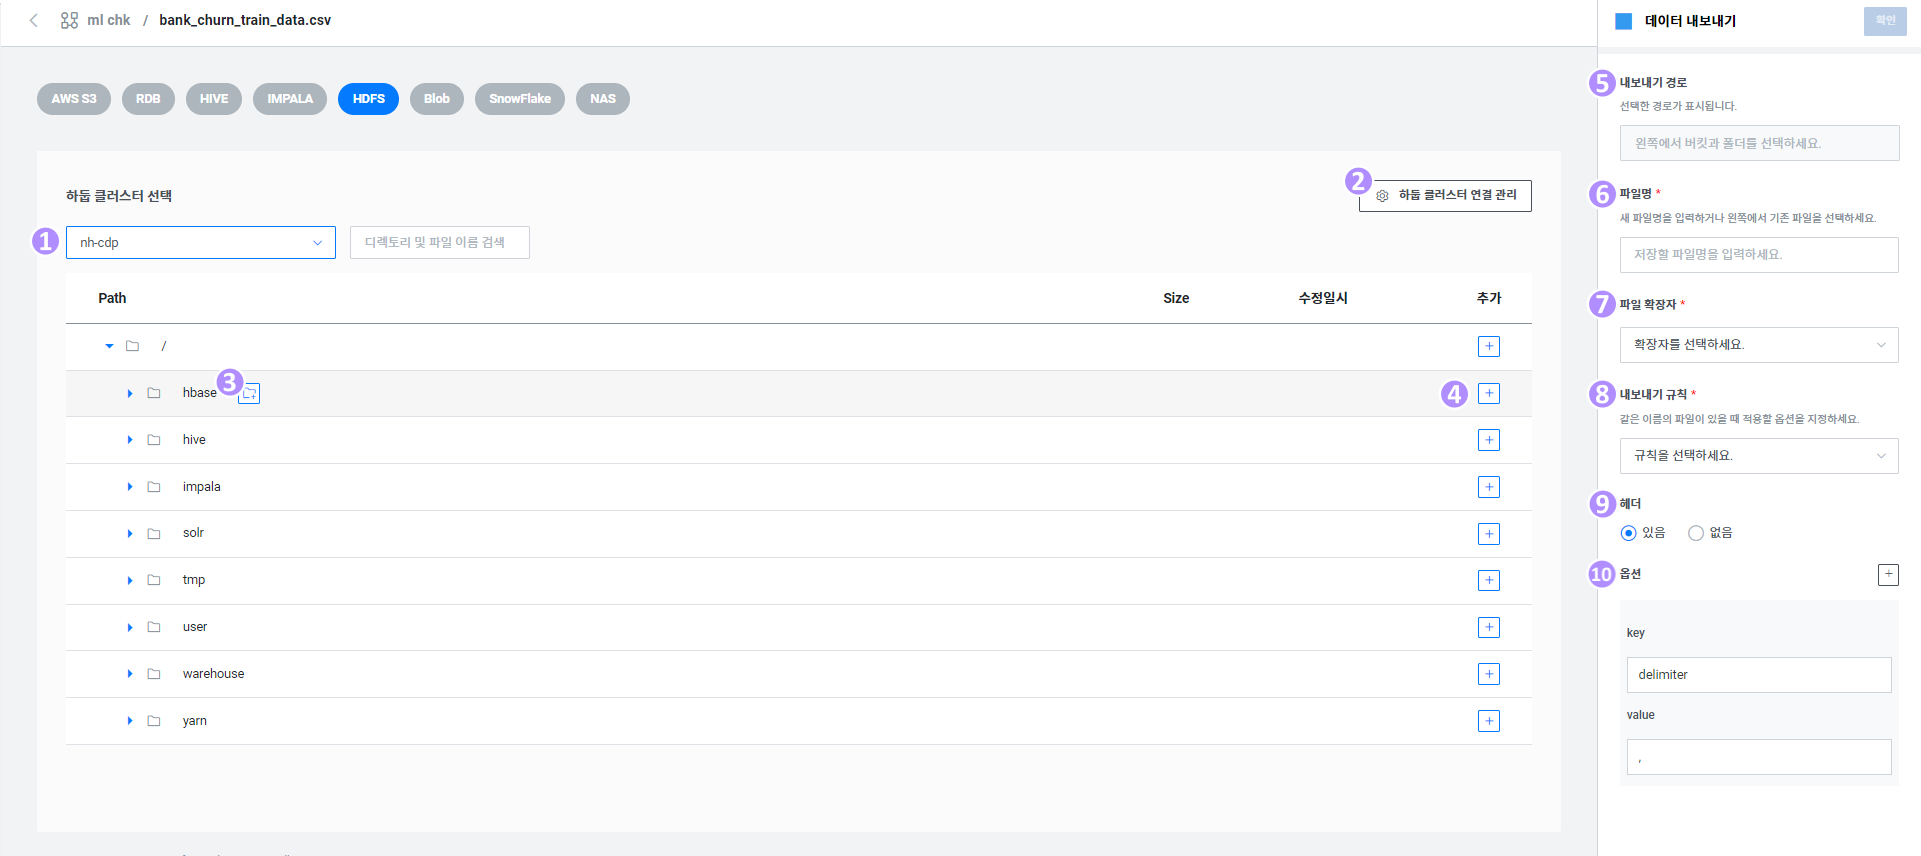 ml chk / bank_churn_train_data.csv
AWS S3 RDB HIVE IMPALA HDFS Blob SnowFlake NAS
하둡 클러스터 선택
2 하둡 클러스터 연결 관리
1 nh-cdp 디렉토리 및 파일 이름 검색
Path Size 수정일시 추가
/ +
hbase 3 4 +
hive +
impala +
solr +
tmp +
user +
warehouse +
yarn +
데이터 내보내기 확인
5 내보내기 경로
선택한 경로가 표시됩니다.
왼쪽에서 버킷과 폴더를 선택하세요.
6 파일명 *
새 파일명을 입력하거나 왼쪽에서 기존 파일을 선택하세요.
저장할 파일명을 입력하세요.
7 파일 확장자 *
확장자를 선택하세요.
8 내보내기 규칙 *
같은 이름의 파일이 있을 때 적용할 옵션을 지정하세요.
규칙을 선택하세요.
9 헤더
있음 없음
10 옵션 +
key
delimiter
value
,